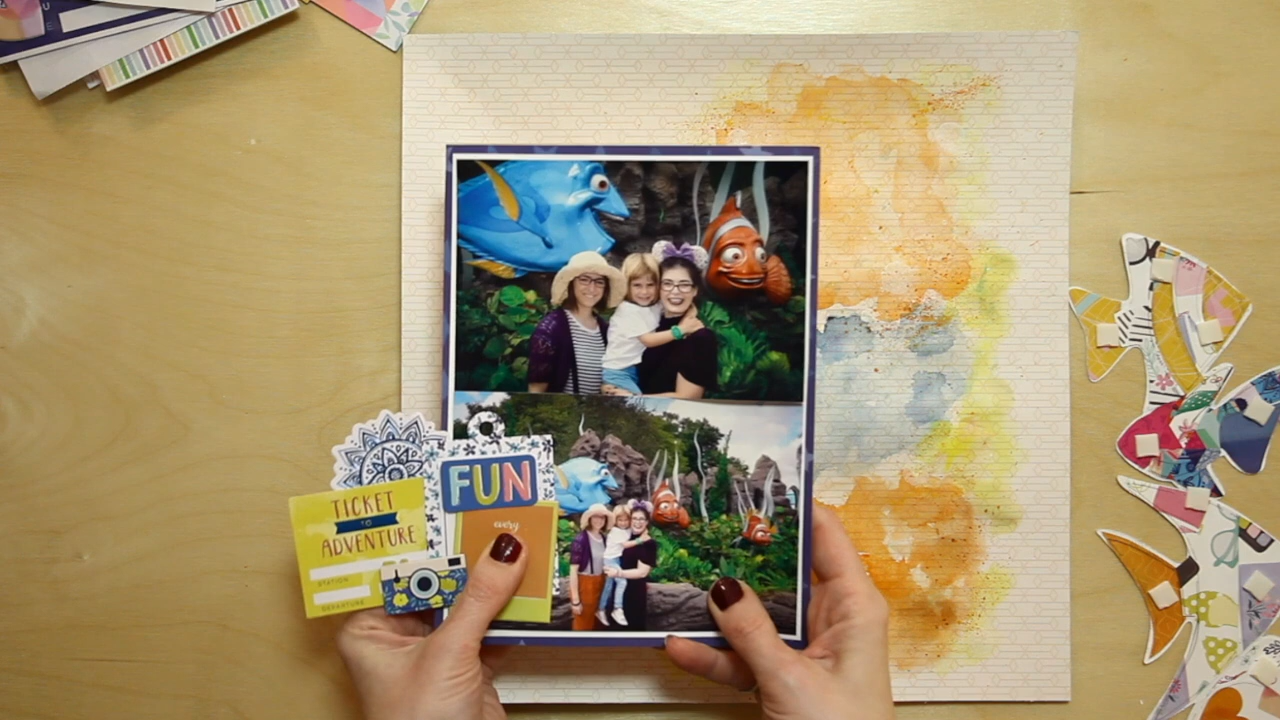 FUN
TICKET
TO
ADVENTURE
every
STATION
DEPARTURE